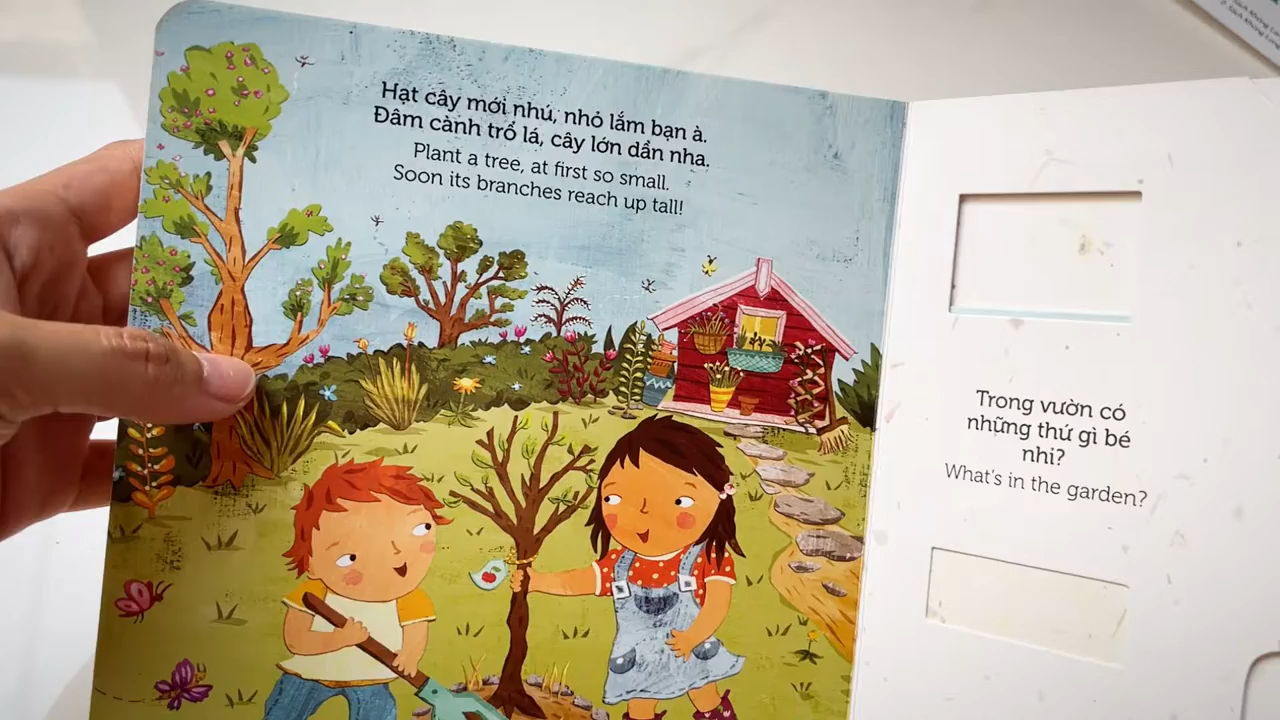 Hạt cây mới nhú, nhỏ lắm bạn à.
Đâm cành trổ lá, cây lớn dần nha.
Plant a tree, at first so small.
Soon its branches reach up tall!
Trong vườn có
những thứ gì bé
nhỉ?
What's in the garden?